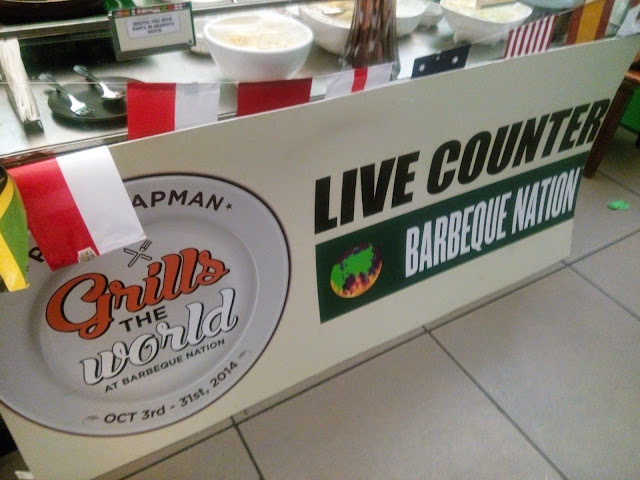 LIVE COUNTER
BARBEQUE NATION
APMAN
Grills
THE
world
AT BARBEQUE NATION
OCT 3rd - 31st, 2014